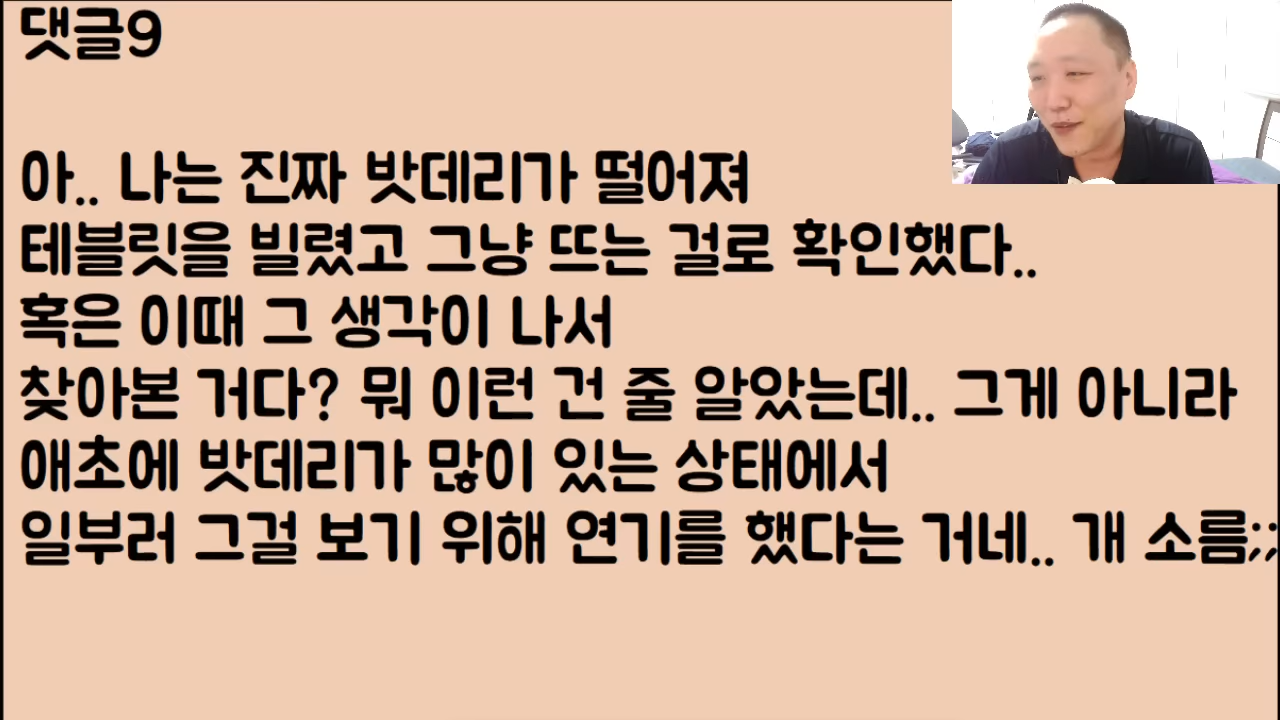 댓글9
아.. 나는 진짜 밧데리가 떨어져
테블릿을 빌렸고 그냥 뜨는 걸로 확인했다..
혹은 이때 그 생각이 나서
찾아본 거다? 뭐 이런 건 줄 알았는데.. 그게 아니라
애초에 밧데리가 많이 있는 상태에서
일부러 그걸 보기 위해 연기를 했다는 거네.. 개 소름;;